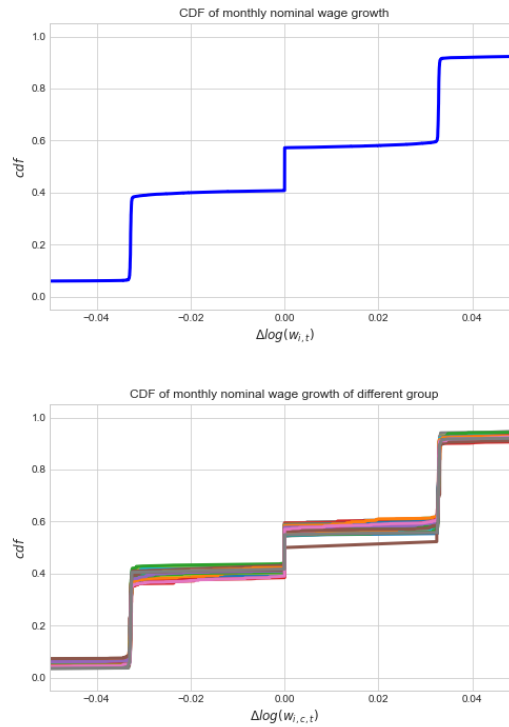 CDF of monthly nominal wage growth
1.0
0.8
0.6
0.4
0.2
0.0
cdf
−0.04 −0.02 0.00 0.02 0.04
Δlog(w_{i,t})
CDF of monthly nominal wage growth of different group
1.0
0.8
0.6
0.4
0.2
0.0
cdf
−0.04 −0.02 0.00 0.02 0.04
Δlog(w_{i,c,t})